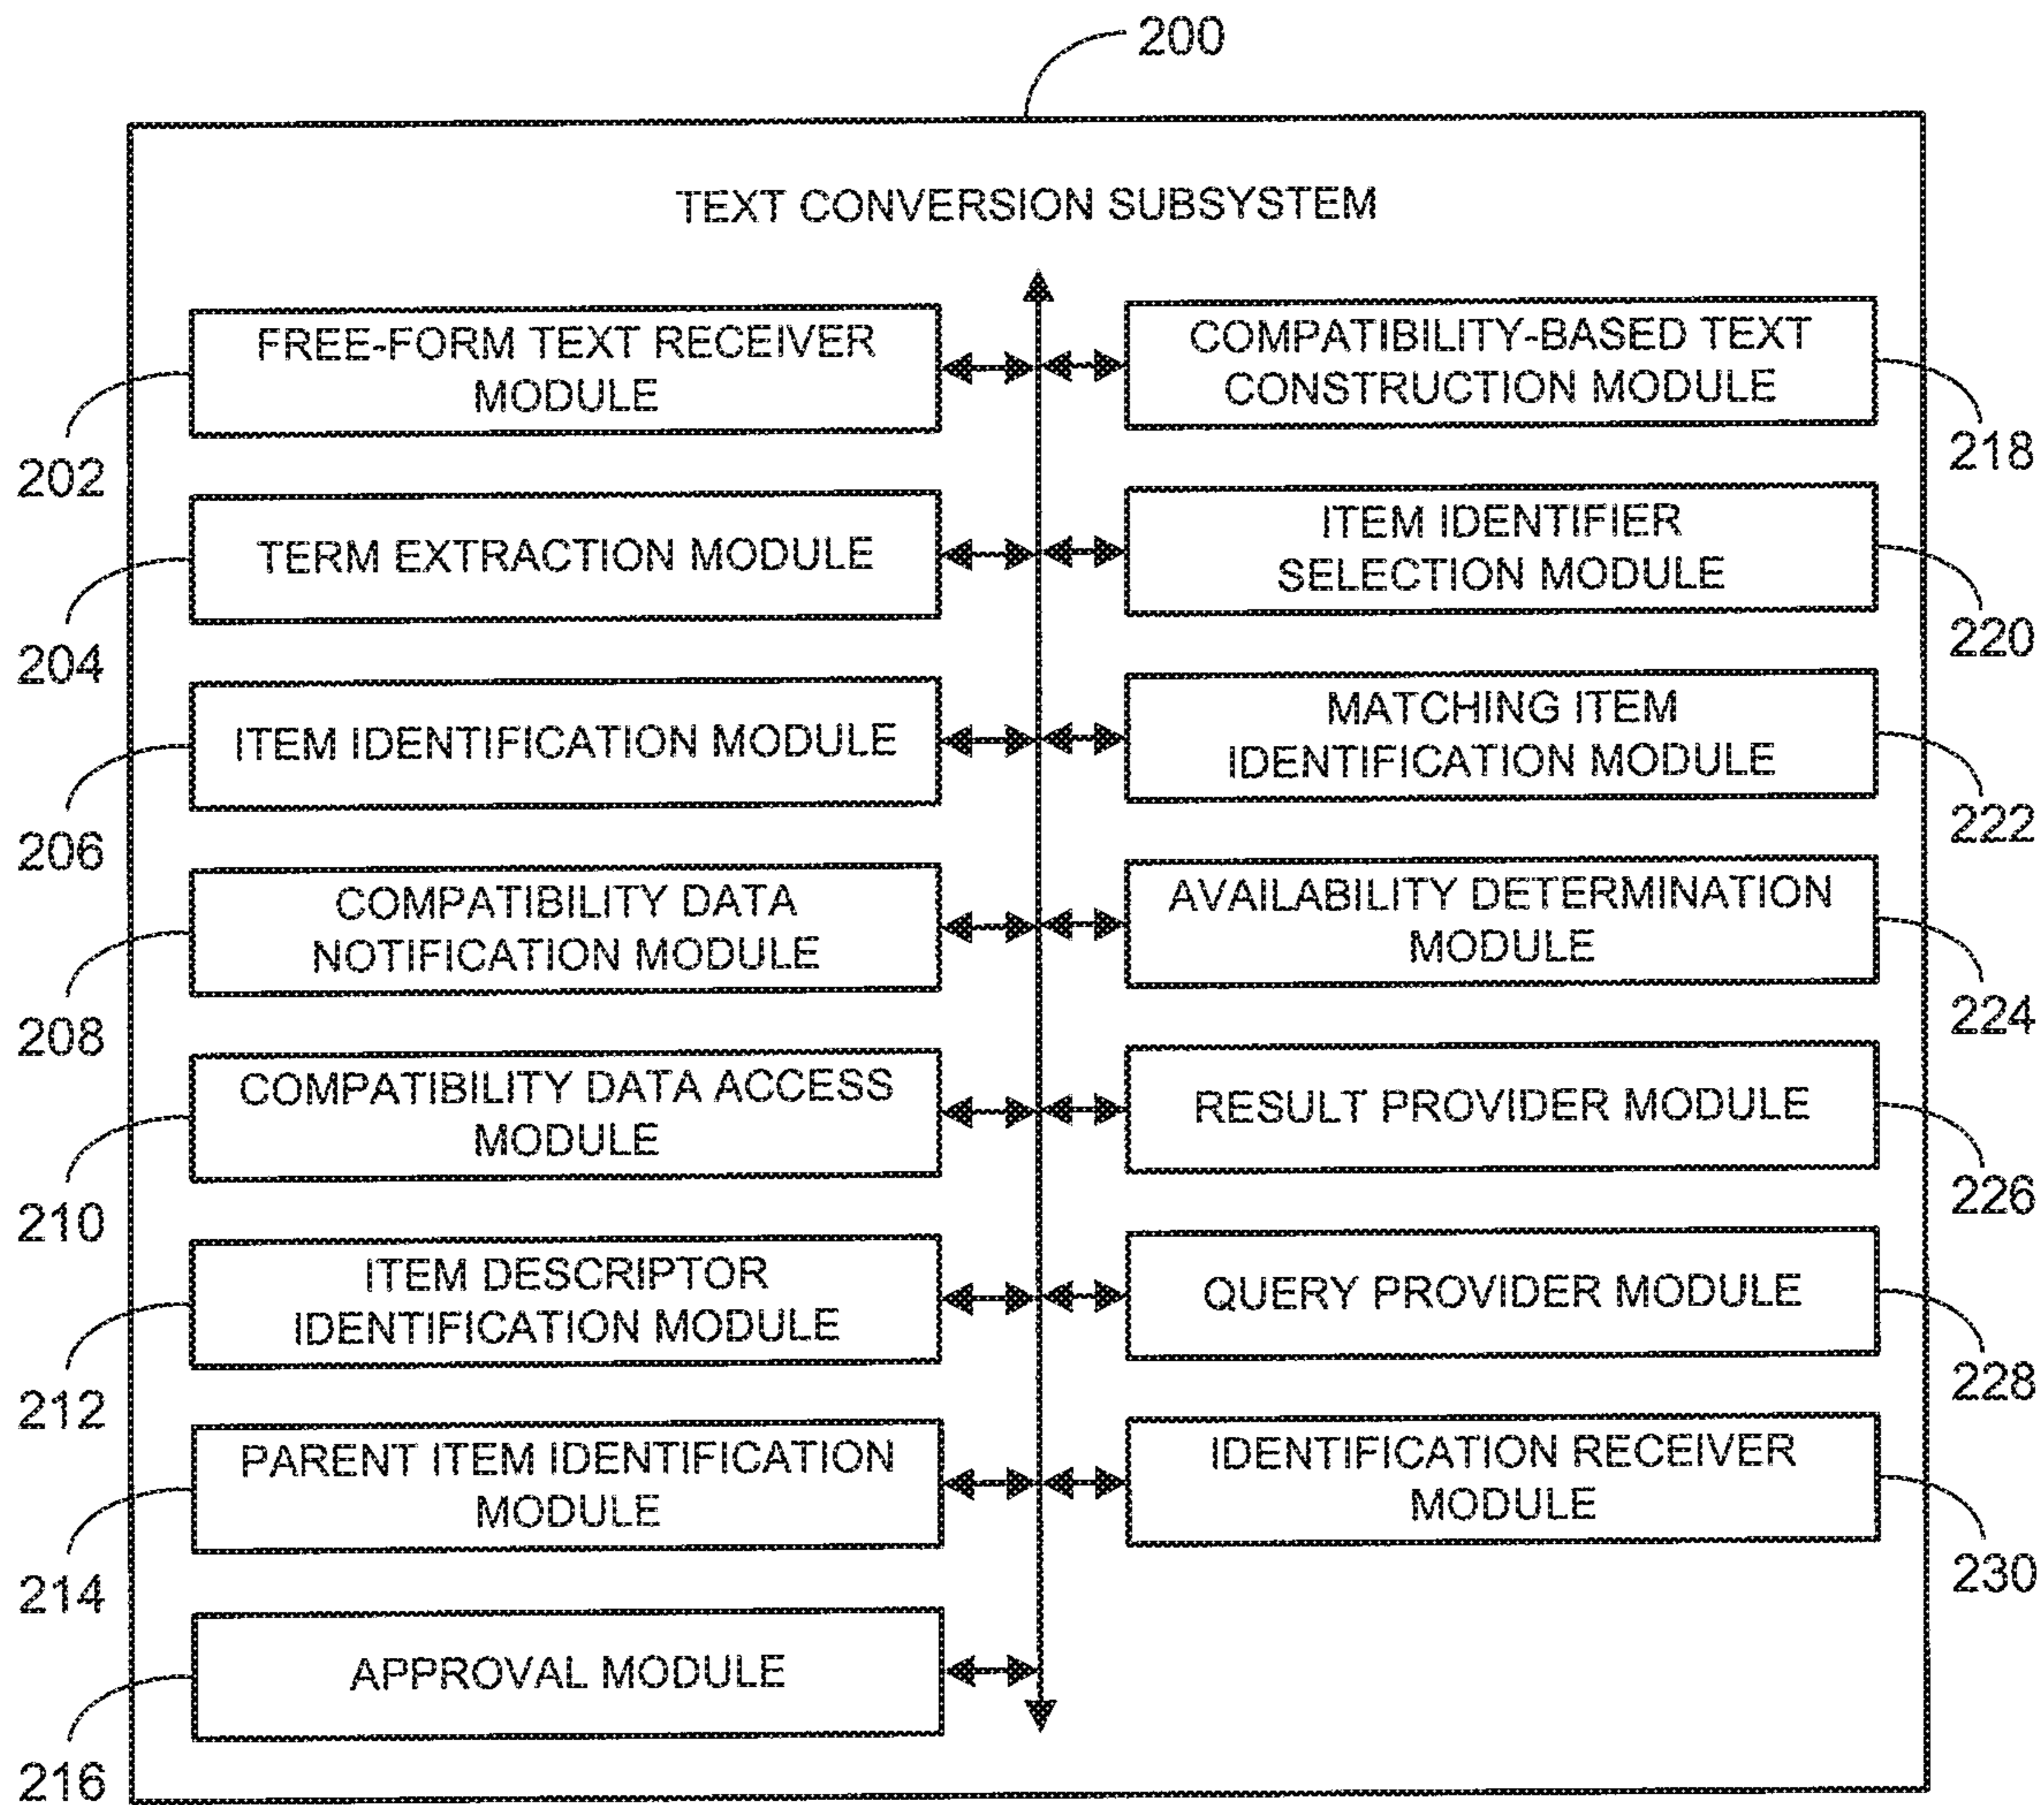 200
TEXT CONVERSION SUBSYSTEM
FREE-FORM TEXT RECEIVER
MODULE
202
TERM EXTRACTION MODULE
204
ITEM IDENTIFICATION MODULE
206
COMPATIBILITY DATA
NOTIFICATION MODULE
208
COMPATIBILITY DATA ACCESS
MODULE
210
ITEM DESCRIPTOR
IDENTIFICATION MODULE
212
PARENT ITEM IDENTIFICATION
MODULE
214
APPROVAL MODULE
216
COMPATIBILITY-BASED TEXT
CONSTRUCTION MODULE
218
ITEM IDENTIFIER
SELECTION MODULE
220
MATCHING ITEM
IDENTIFICATION MODULE
222
AVAILABILITY DETERMINATION
MODULE
224
RESULT PROVIDER MODULE
226
QUERY PROVIDER MODULE
228
IDENTIFICATION RECEIVER
MODULE
230